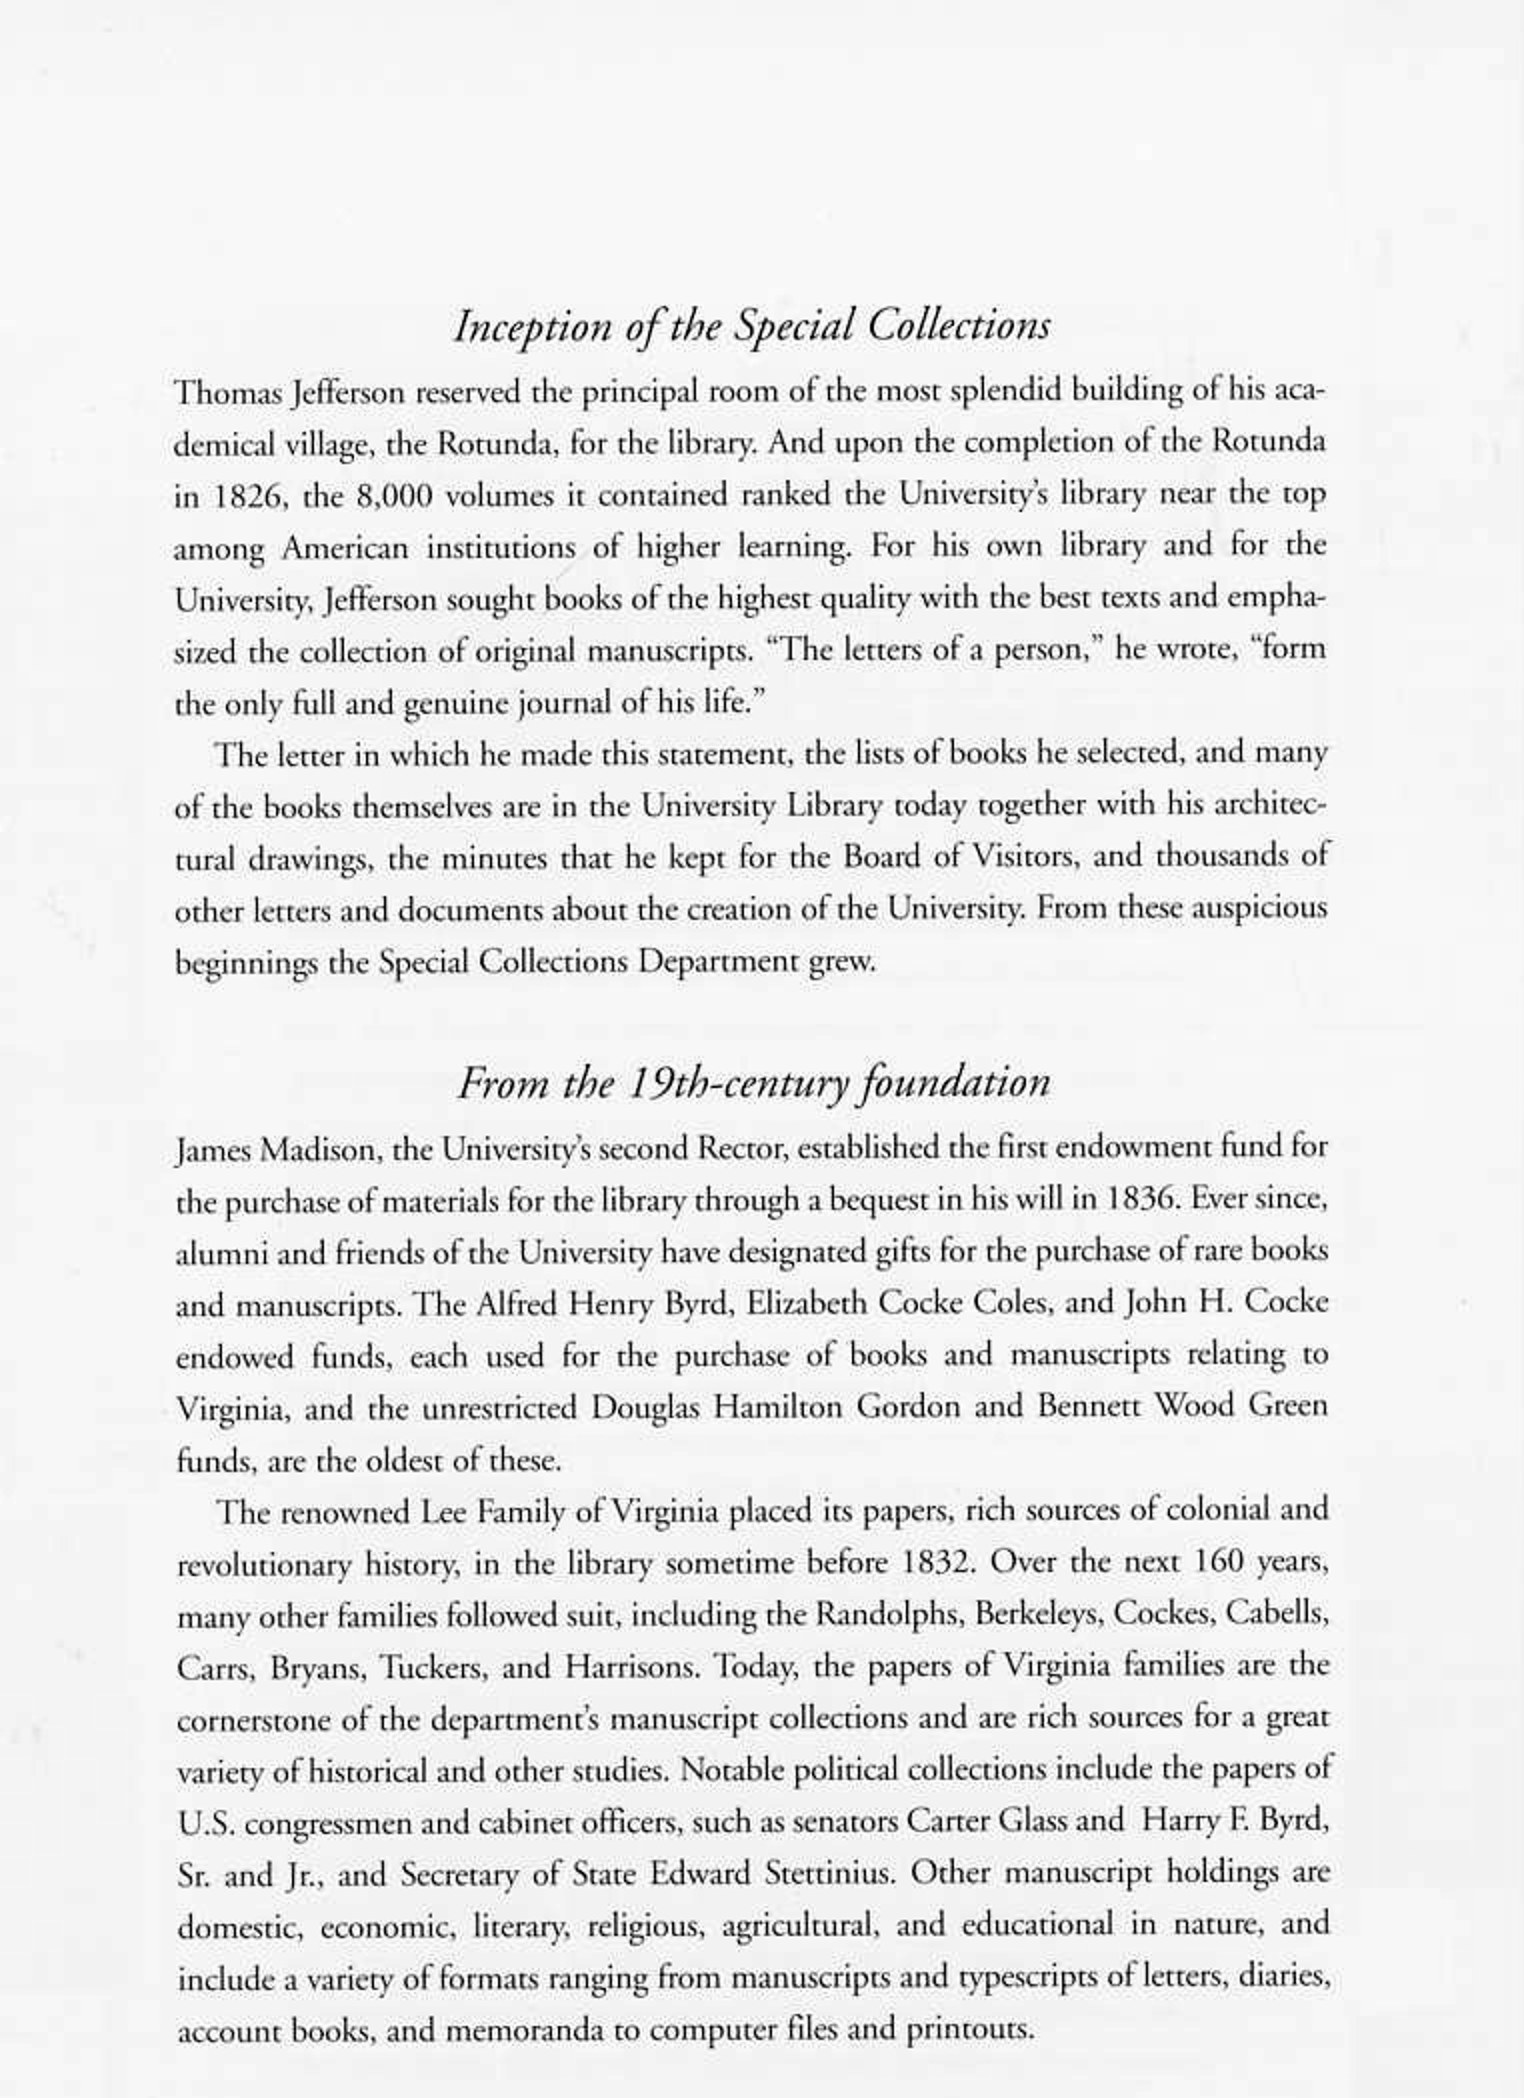 Inception of the Special Collections
Thomas Jefferson reserved the principal room of the most splendid building of his aca-
demical village, the Rotunda, for the library. And upon the completion of the Rotunda
in 1826, the 8,000 volumes it contained ranked the University's library near the top
among American institutions of higher learning. For his own library and for the
University, Jefferson sought books of the highest quality with the best texts and empha-
sized the collection of original manuscripts. “The letters of a person,” he wrote, “form
the only full and genuine journal of his life.”
The letter in which he made this statement, the lists of books he selected, and many
of the books themselves are in the University Library today together with his architec-
tural drawings, the minutes that he kept for the Board of Visitors, and thousands of
other letters and documents about the creation of the University. From these auspicious
beginnings the Special Collections Department grew.
From the 19th-century foundation
James Madison, the University's second Rector, established the first endowment fund for
the purchase of materials for the library through a bequest in his will in 1836. Ever since,
alumni and friends of the University have designated gifts for the purchase of rare books
and manuscripts. The Alfred Henry Byrd, Elizabeth Cocke Coles, and John H. Cocke
endowed funds, each used for the purchase of books and manuscripts relating to
Virginia, and the unrestricted Douglas Hamilton Gordon and Bennett Wood Green
funds, are the oldest of these.
The renowned Lee Family of Virginia placed its papers, rich sources of colonial and
revolutionary history, in the library sometime before 1832. Over the next 160 years,
many other families followed suit, including the Randolphs, Berkeleys, Cockes, Cabells,
Carrs, Bryans, Tuckers, and Harrisons. Today, the papers of Virginia families are the
cornerstone of the department's manuscript collections and are rich sources for a great
variety of historical and other studies. Notable political collections include the papers of
U.S. congressmen and cabinet officers, such as senators Carter Glass and Harry F. Byrd,
Sr. and Jr., and Secretary of State Edward Stettinius. Other manuscript holdings are
domestic, economic, literary, religious, agricultural, and educational in nature, and
include a variety of formats ranging from manuscripts and typescripts of letters, diaries,
account books, and memoranda to computer files and printouts.